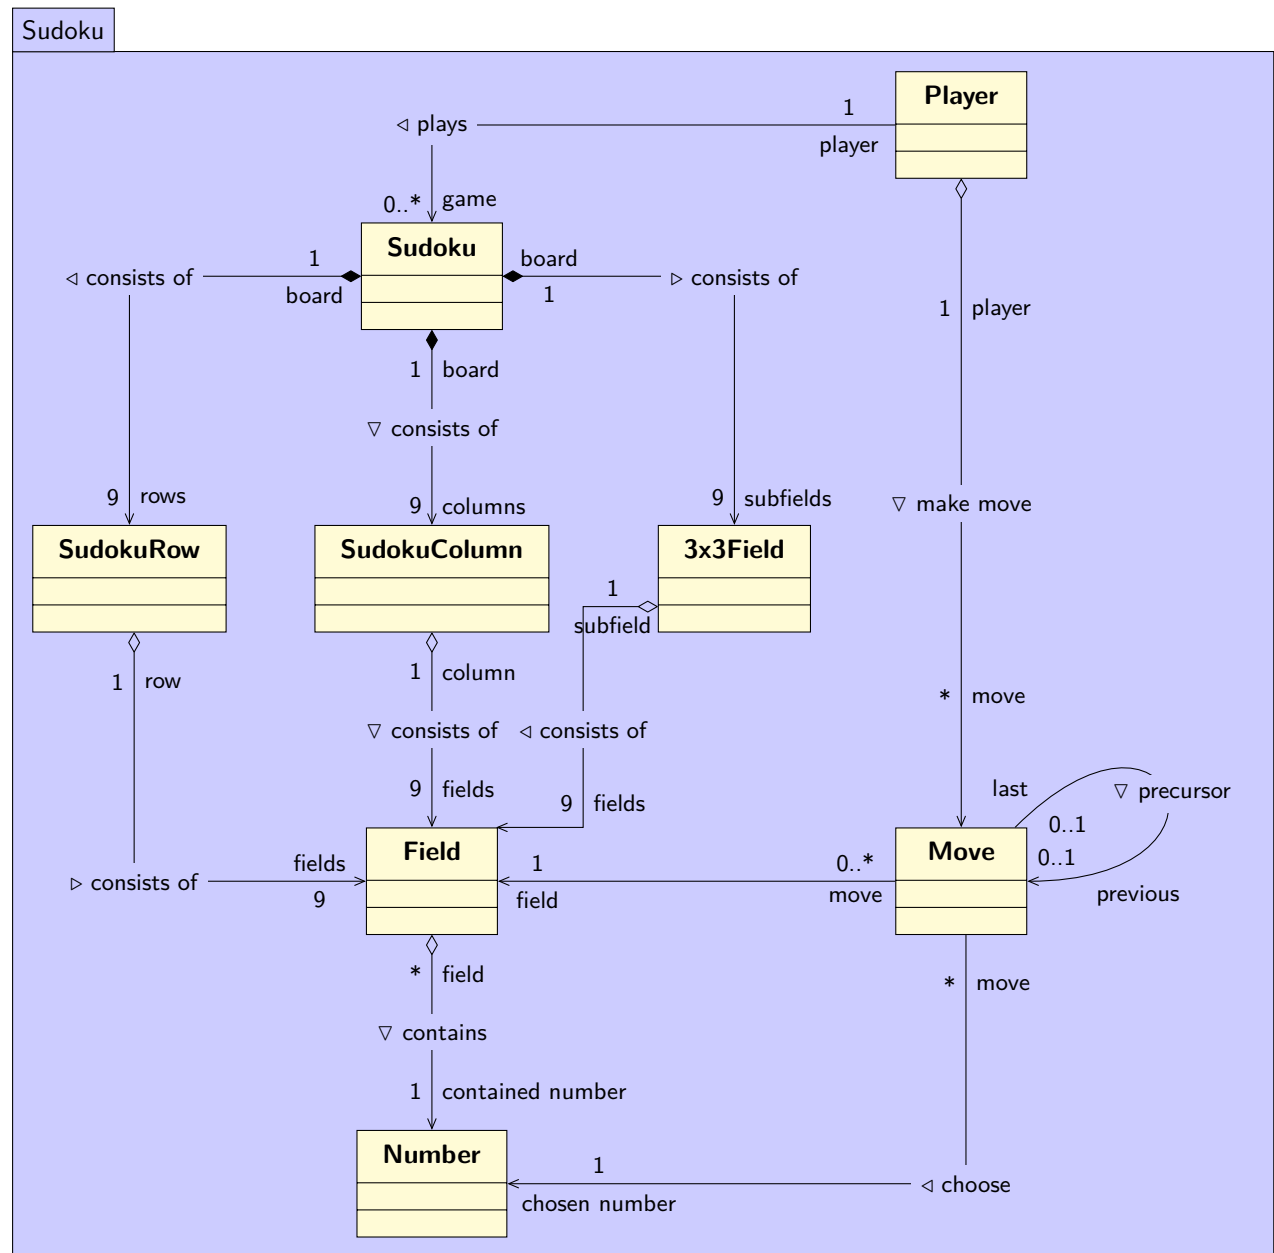 Sudoku
Player
1
◁ plays
player
0..*
game
Sudoku
1
board
◁ consists of
board
1
▷ consists of
1
player
1
board
▽ consists of
9
rows
9
columns
9
subfields
▽ make move
SudokuRow
SudokuColumn
3x3Field
1
subfield
1
row
1
column
*
move
▽ consists of
◁ consists of
9
fields
9
fields
last
▽ precursor
0..1
Field
Move
0..1
fields
1
0..*
▷ consists of
9
field
move
previous
*
field
*
move
▽ contains
1
contained number
Number
1
◁ choose
chosen number